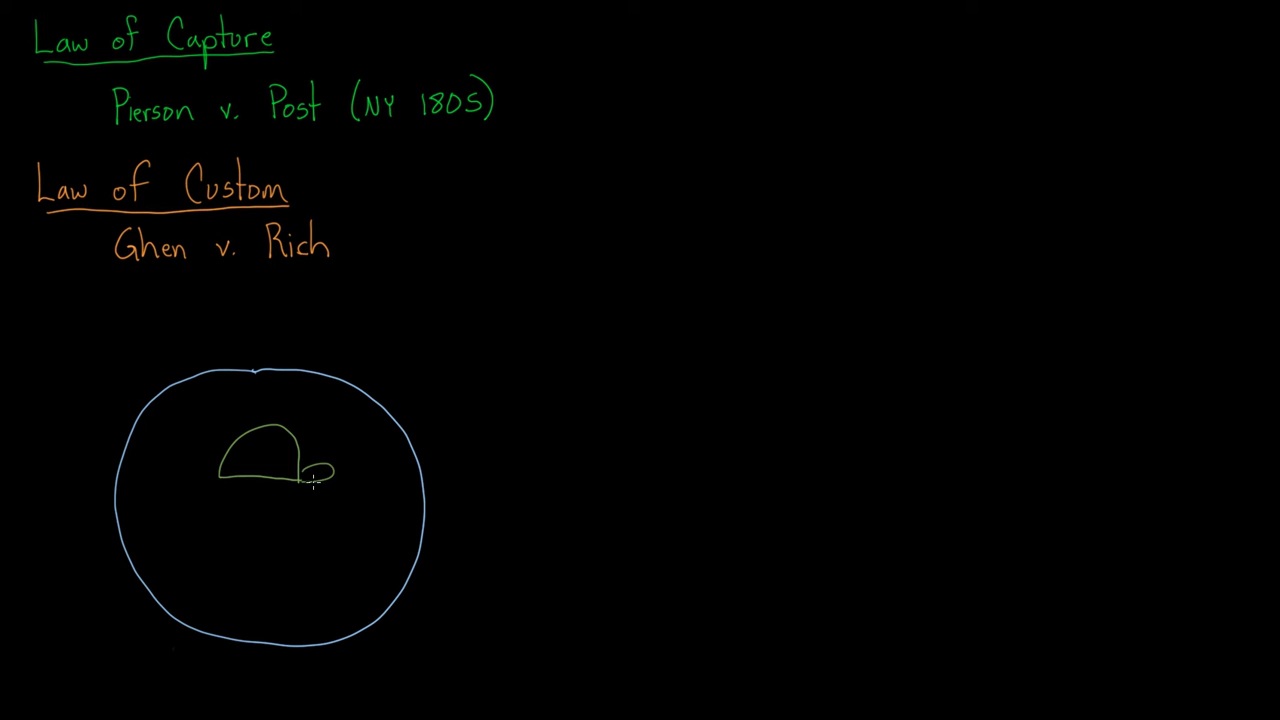 Law of Capture
Pierson v. Post (NY 1805)
Law of Custom
Ghen v. Rich